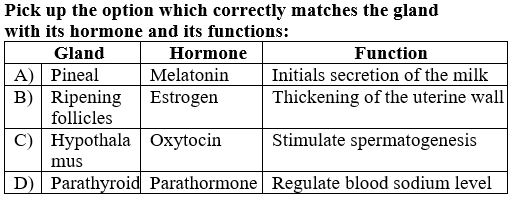 Pick up the option which correctly matches the gland
with its hormone and its functions:
Gland Hormone Function
A) Pineal Melatonin Initials secretion of the milk
B) Ripening Estrogen Thickening of the uterine wall
follicles
C) Hypothala Oxytocin Stimulate spermatogenesis
mus
D) Parathyroid Parathormone Regulate blood sodium level